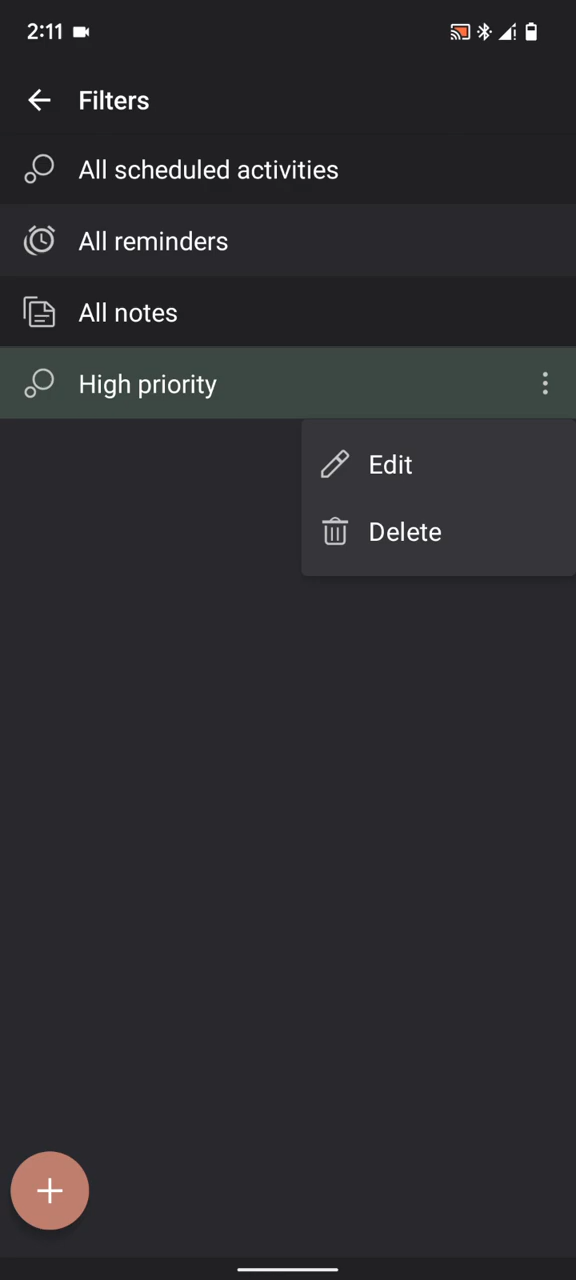 2:11
Filters
All scheduled activities
All reminders
All notes
High priority
Edit
Delete